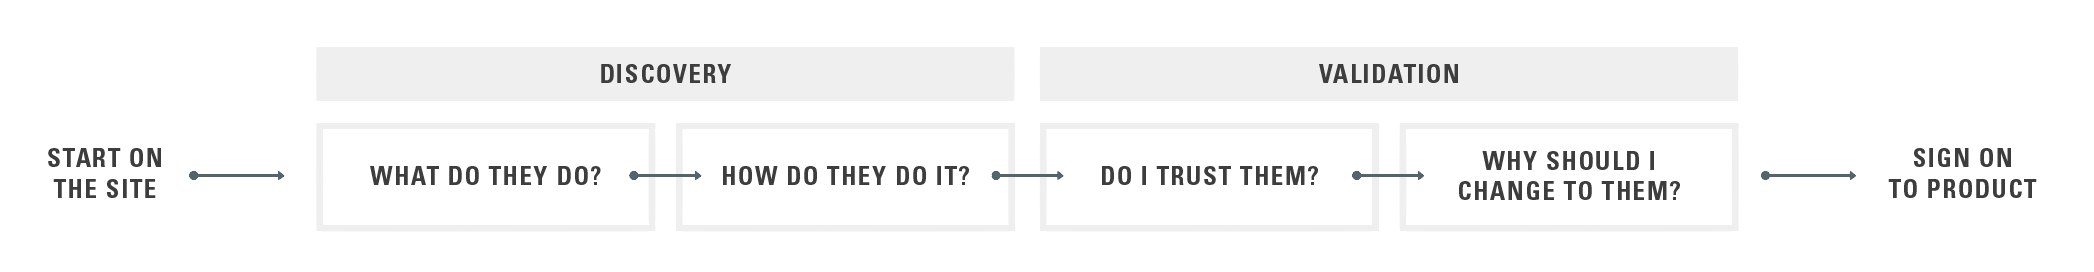 DISCOVERY
VALIDATION
START ON
THE SITE
WHAT DO THEY DO?
HOW DO THEY DO IT?
DO I TRUST THEM?
WHY SHOULD I
CHANGE TO THEM?
SIGN ON
TO PRODUCT